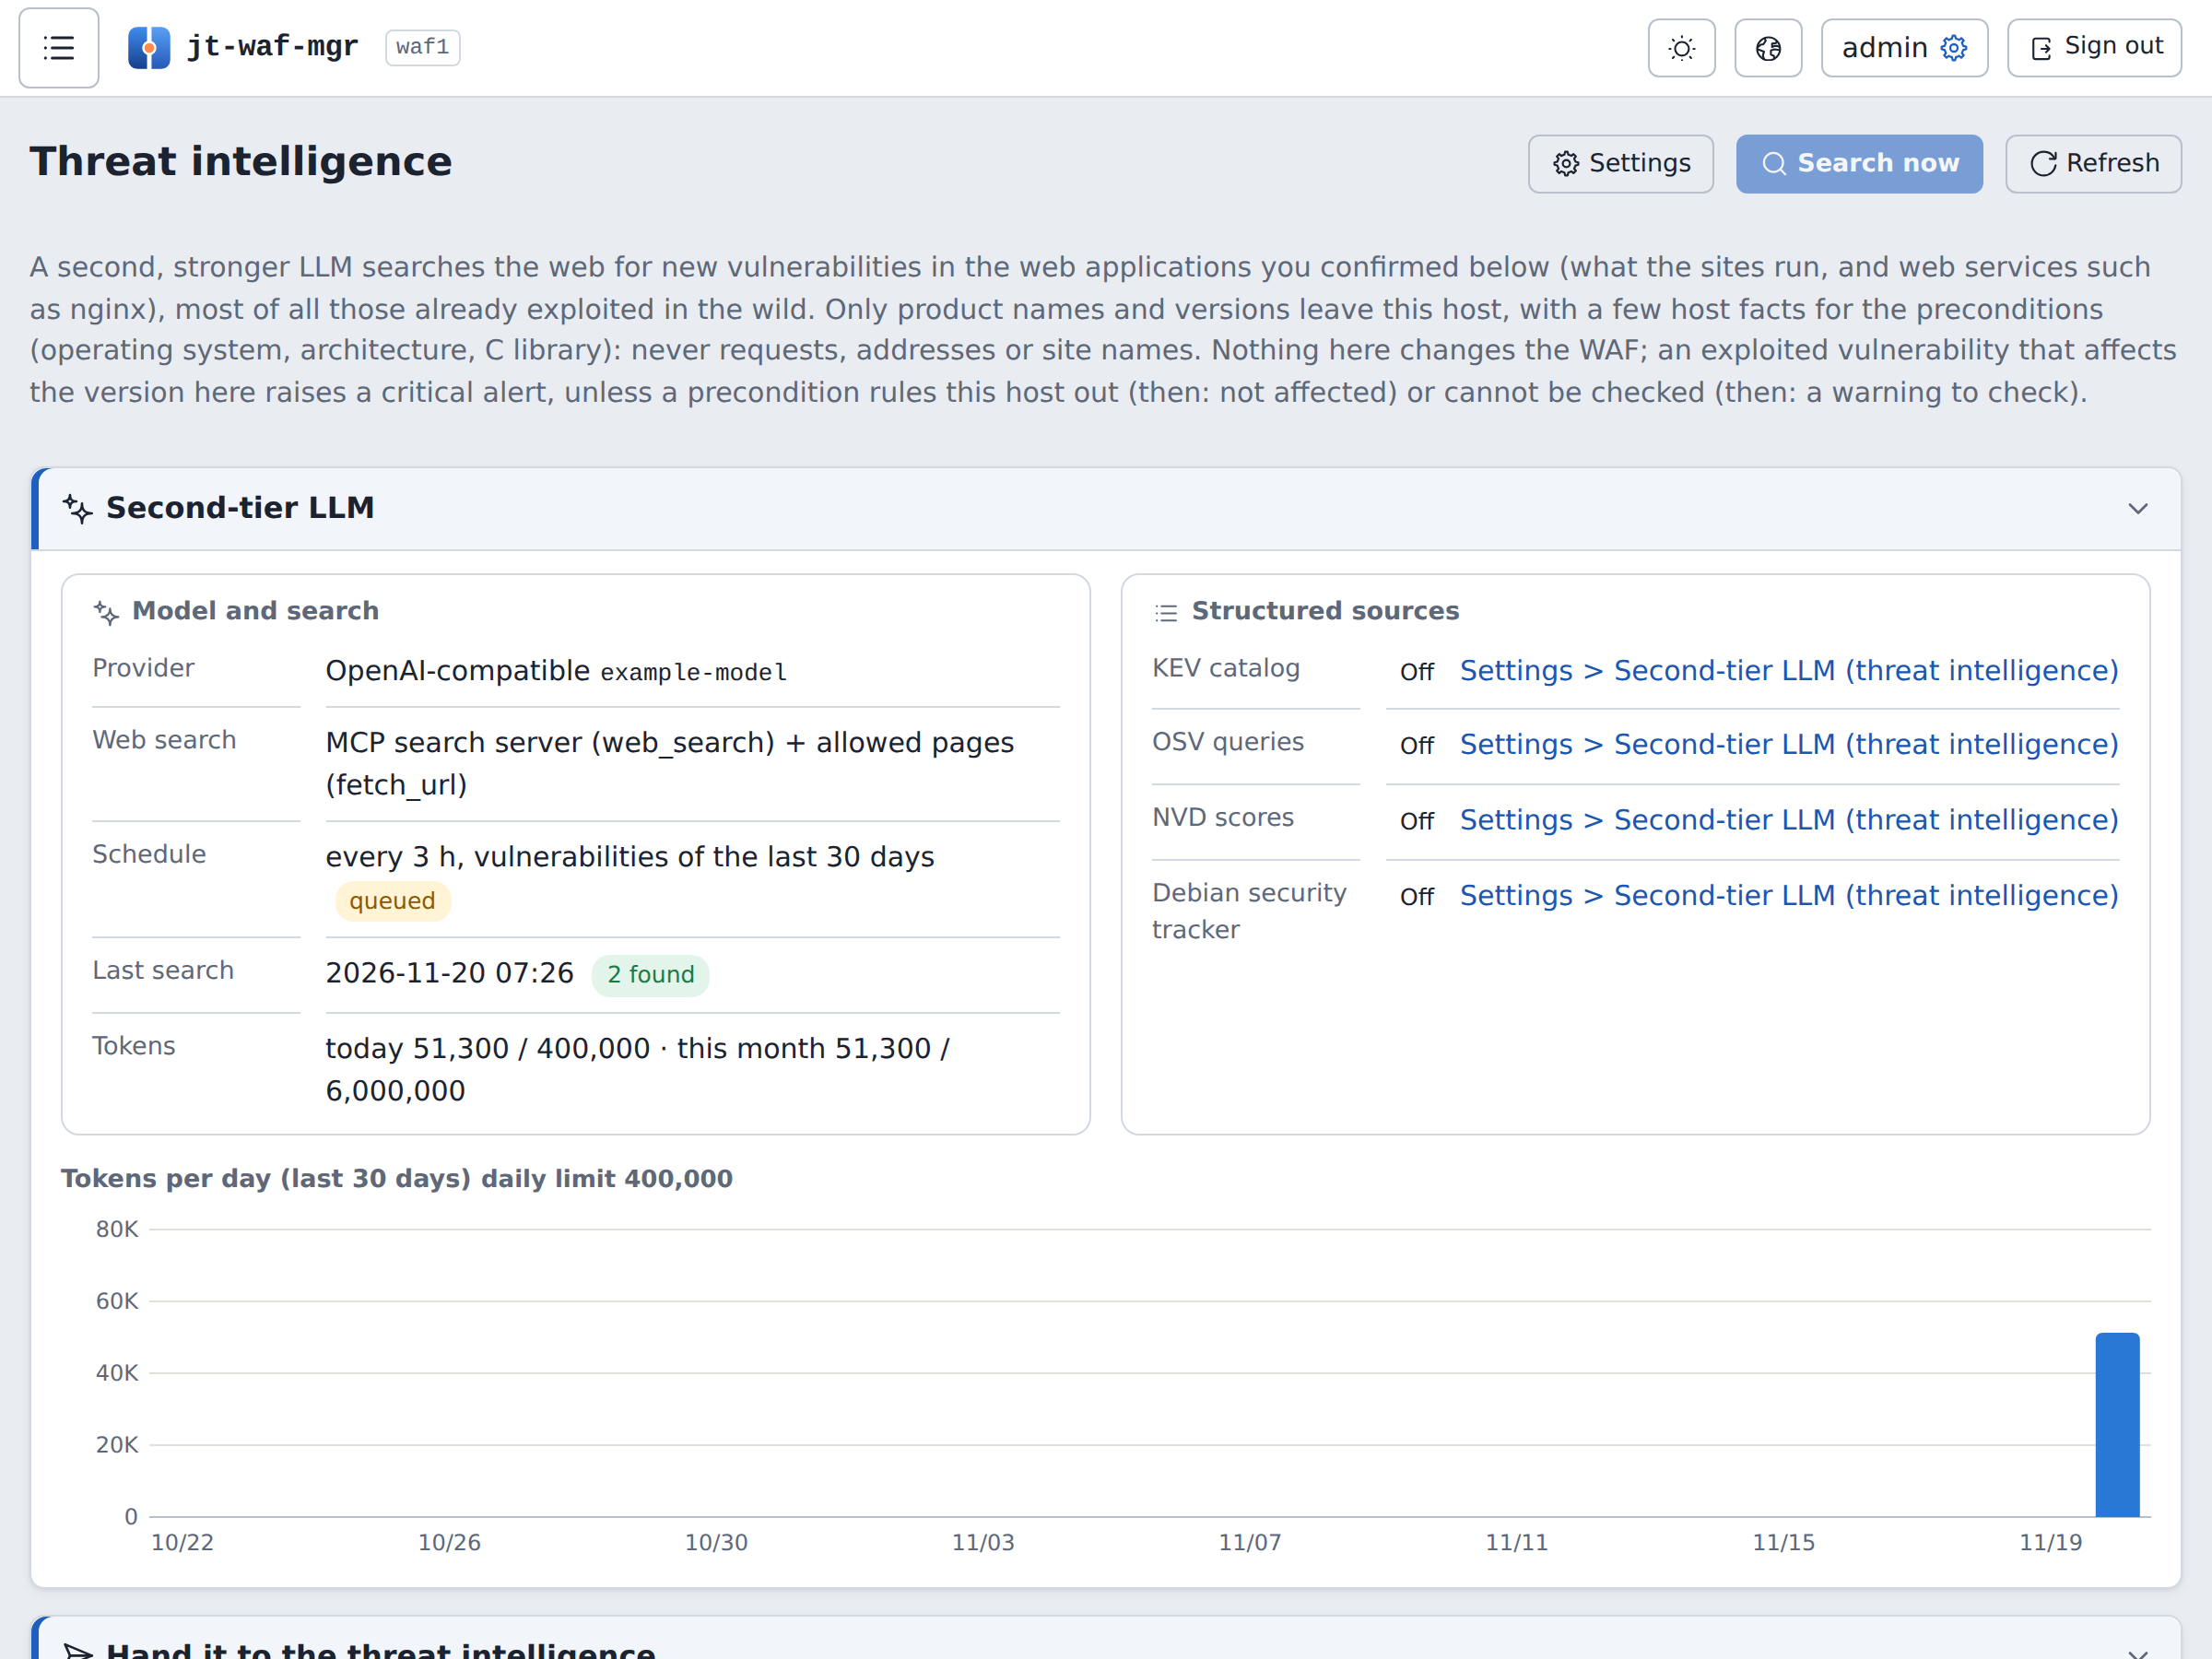 jt-waf-mgr waf1 admin Sign out
Threat intelligence Settings Search now Refresh
A second, stronger LLM searches the web for new vulnerabilities in the web applications you confirmed below (what the sites run, and web services such
as nginx), most of all those already exploited in the wild. Only product names and versions leave this host, with a few host facts for the preconditions
(operating system, architecture, C library): never requests, addresses or site names. Nothing here changes the WAF; an exploited vulnerability that affects
the version here raises a critical alert, unless a precondition rules this host out (then: not affected) or cannot be checked (then: a warning to check).
Second-tier LLM
Model and search
Provider OpenAI-compatible example-model
Web search MCP search server (web_search) + allowed pages
(fetch_url)
Schedule every 3 h, vulnerabilities of the last 30 days
queued
Last search 2026-11-20 07:26 2 found
Tokens today 51,300 / 400,000 · this month 51,300 /
6,000,000
Structured sources
KEV catalog Off Settings > Second-tier LLM (threat intelligence)
OSV queries Off Settings > Second-tier LLM (threat intelligence)
NVD scores Off Settings > Second-tier LLM (threat intelligence)
Debian security Off Settings > Second-tier LLM (threat intelligence)
tracker
Tokens per day (last 30 days) daily limit 400,000
80K
60K
40K
20K
0
10/22 10/26 10/30 11/03 11/07 11/11 11/15 11/19
Hand it to the threat intelligence